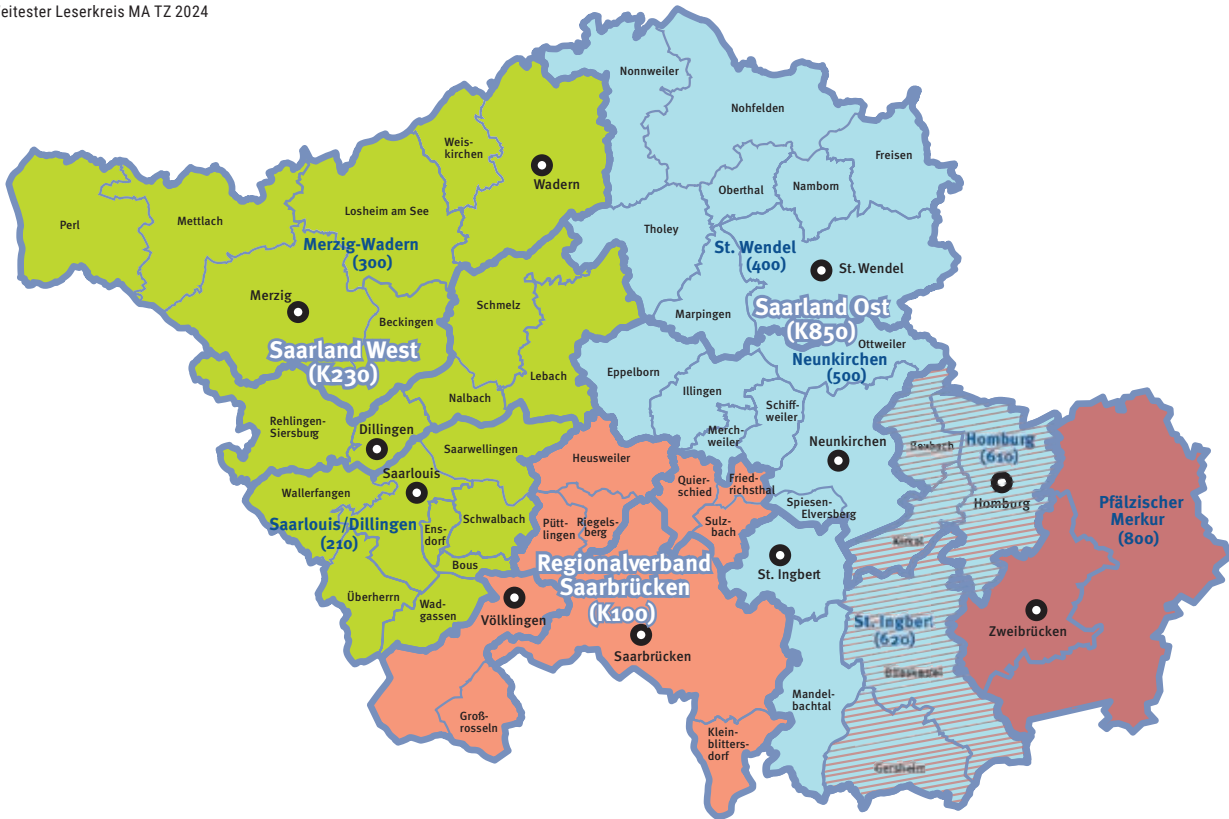 eitester Leserkreis MA TZ 2024
Nonnweiler
Nohfelden
Freisen
Weis-
kirchen
Wadern
Oberthal
Namborn
Perl
Mettlach
Losheim am See
Merzig-Wadern
(300)
Tholey
St. Wendel
(400)
St. Wendel
Merzig
Beckingen
Schmelz
Marpingen
Saarland Ost
(K850)
Saarland West
(K230)
Ottweiler
Neunkirchen
(500)
Lebach
Eppelborn
Illingen
Nalbach
Schiff-
weiler
Merch-
weiler
Rehlingen-
Siersburg
Dillingen
Saarwellingen
Neunkirchen
Bexbach
Homburg
(610)
Homburg
Heusweiler
Quier-
schied
Fried-
richsthal
Saarlouis
Wallerfangen
Saarlouis/Dillingen
(210)
Ens-
dorf
Schwalbach
Pütt-
lingen
Riegels-
berg
Sulz-
bach
Spiesen-
Elversberg
Pfälzischer
Merkur
(800)
Kirkel
Bous
Regionalverband
Saarbrücken
(K100)
St. Ingbert
Überherrn
Wad-
gassen
Völklingen
Saarbrücken
St. Ingbert
(620)
Zweibrücken
Blieskastel
Mandel-
bachtal
Groß-
rosseln
Klein-
blitters-
dorf
Gersheim